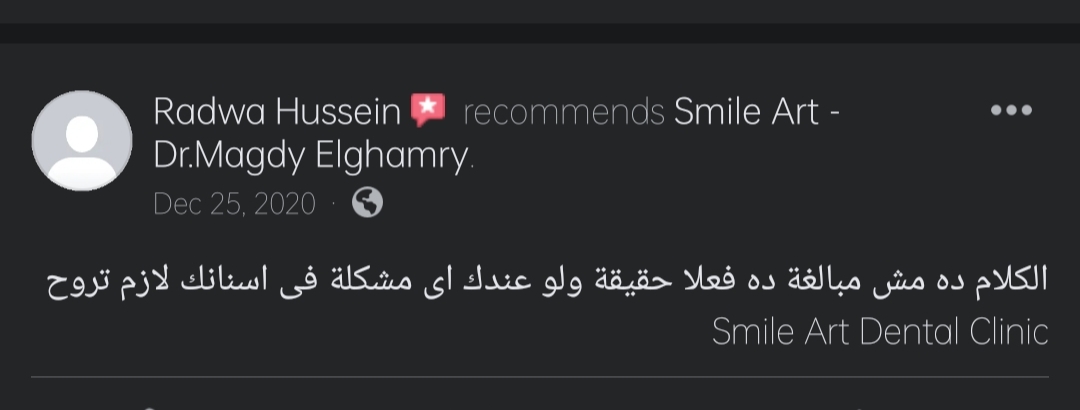 Radwa Hussein recommends Smile Art -
Dr.Magdy Elghamry.
Dec 25, 2020 ·
الكلام ده مش مبالغة ده فعلا حقيقة ولو عندك اى مشكلة فى اسنانك لازم تروح
Smile Art Dental Clinic